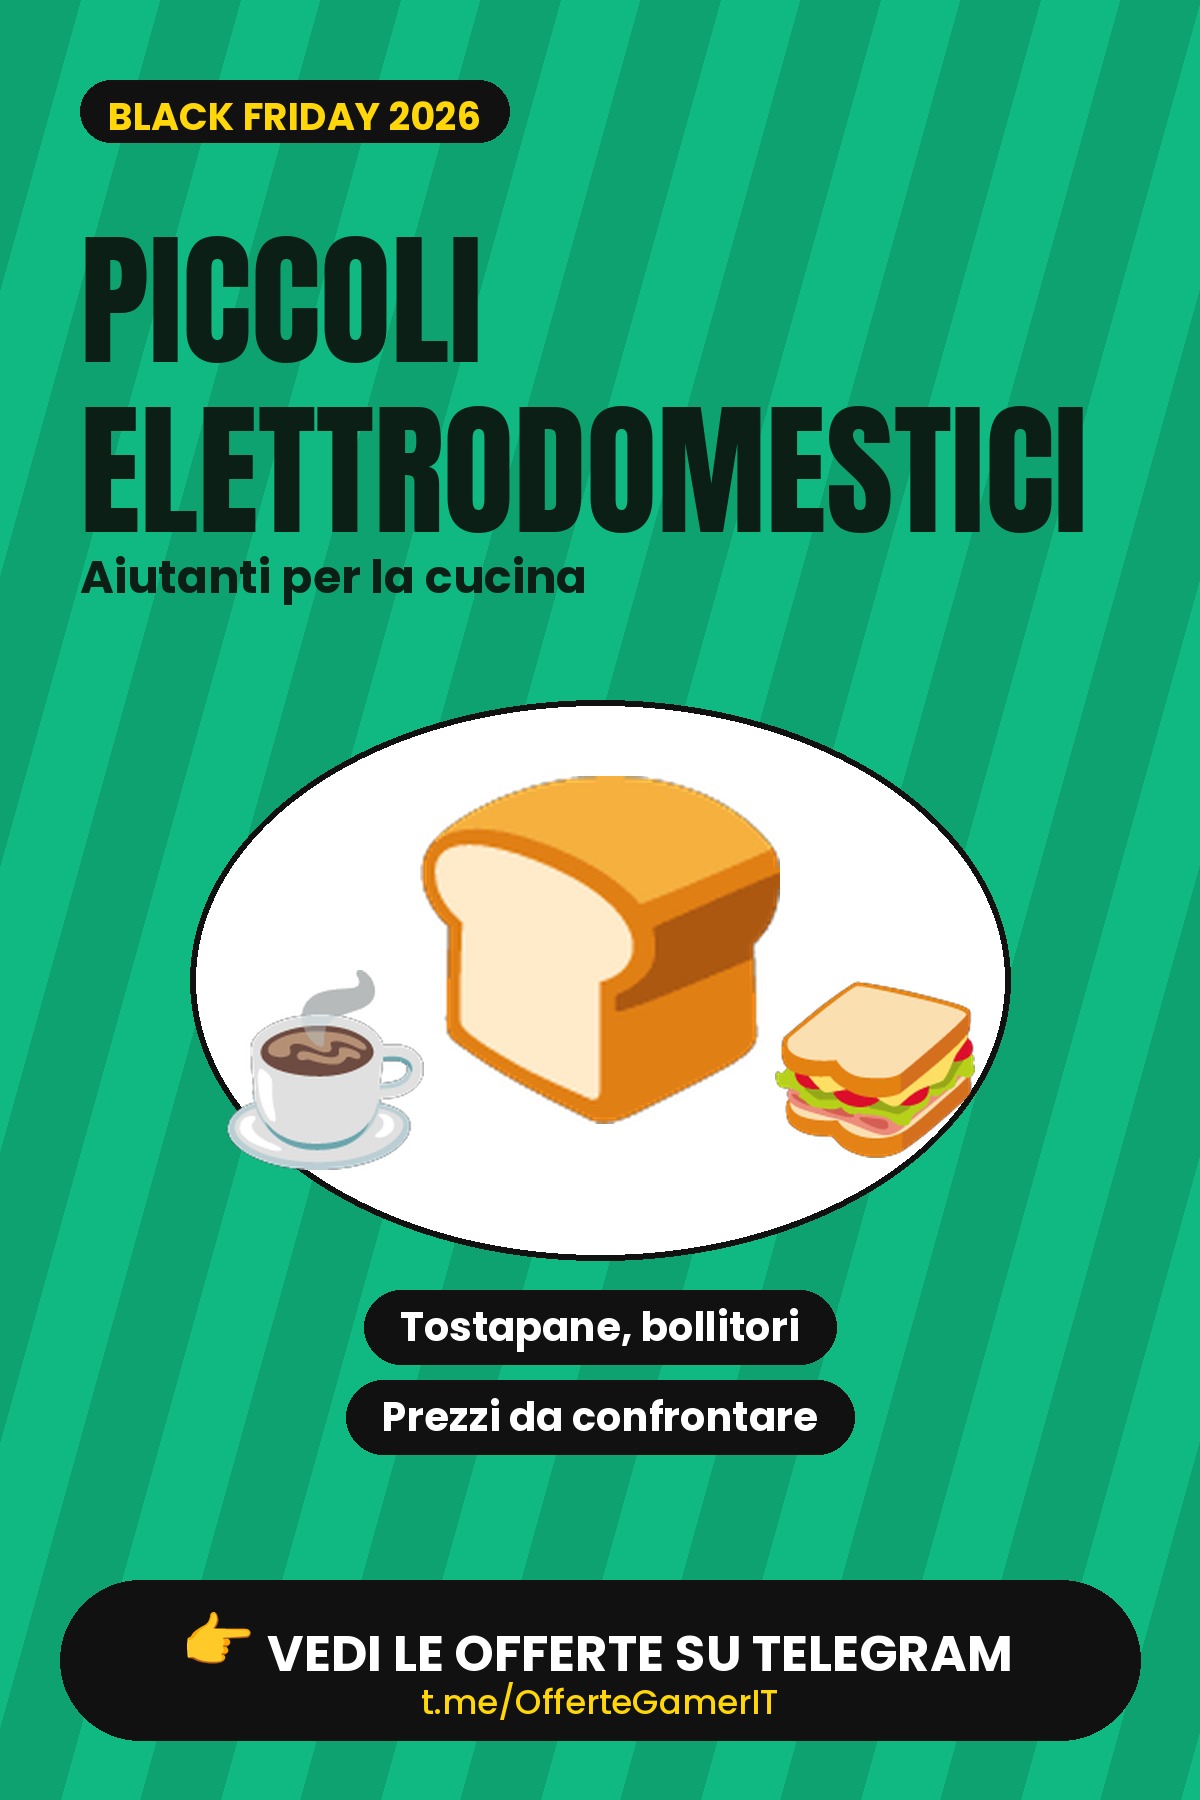 BLACK FRIDAY 2026
PICCOLI
ELETTRODOMESTICI
Aiutanti per la cucina
Tostapane, bollitori
Prezzi da confrontare
👉 VEDI LE OFFERTE SU TELEGRAM
t.me/OfferteGamerIT